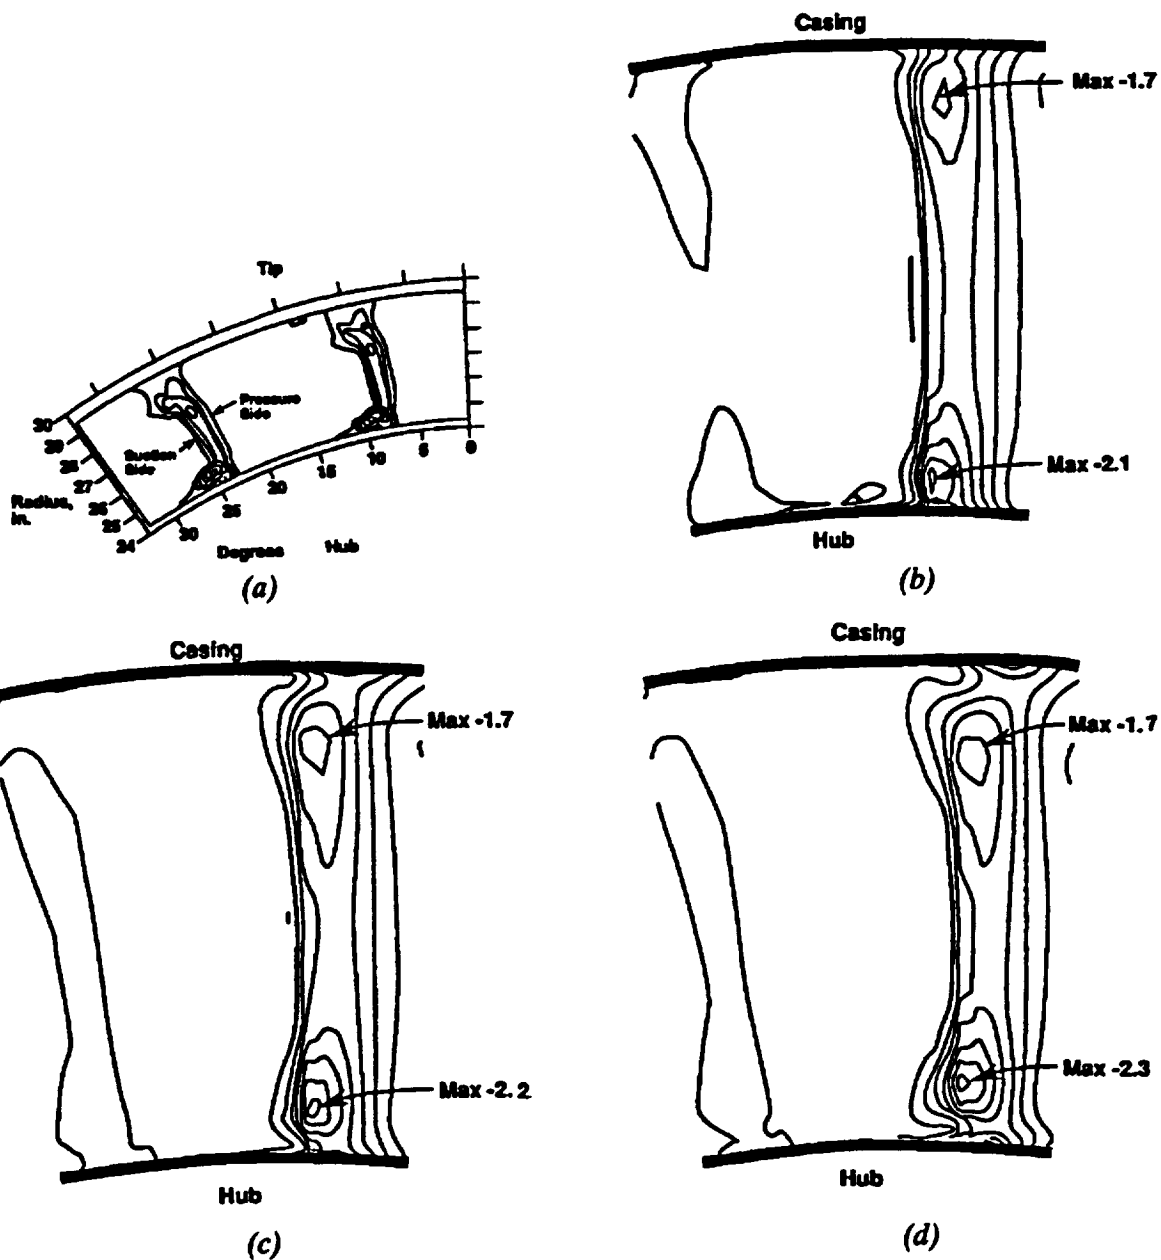 Casing
Max -1.7
Max -2.1
Hub
(b)
Tip
Pressure
Side
Suction
Side
30
29
28
27
26
25
24
Radius,
in.
30
25
20
15
10
5
0
Degrees
Hub
(a)
Casing
Max -1.7
Max -2.2
Hub
(c)
Casing
Max -1.7
Max -2.3
Hub
(d)